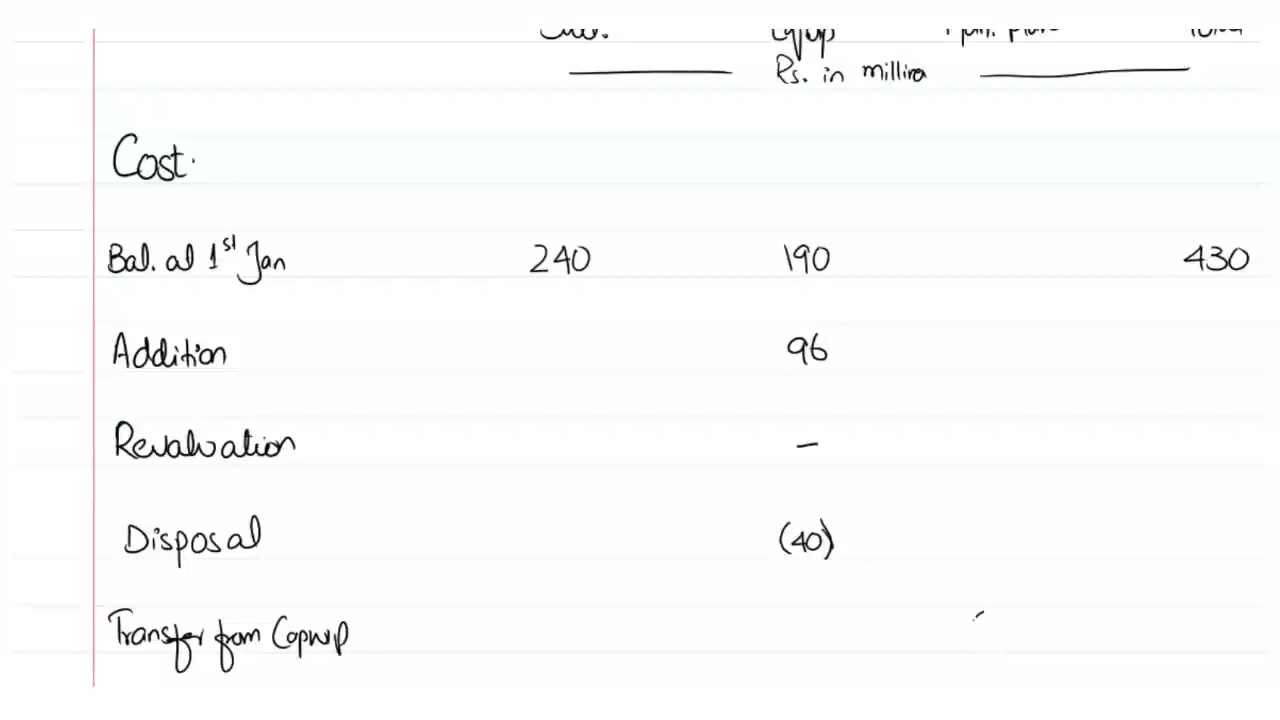 Rs. in million
Cost.
Bal. at 1st Jan 240 190 430
Addition 96
Revaluation –
Disposal (40)
Transfer from Capwip